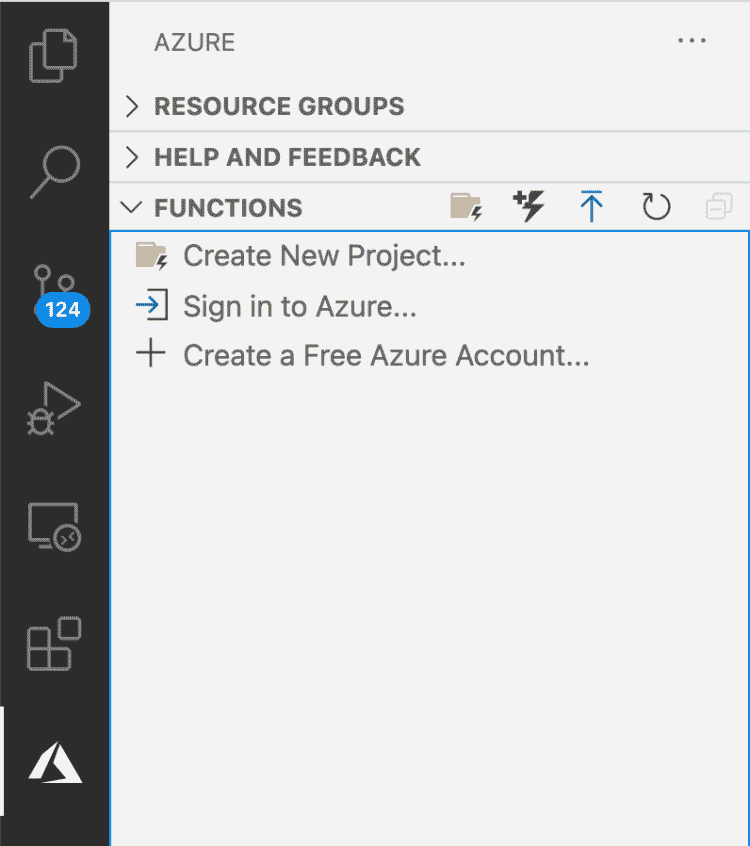 AZURE
RESOURCE GROUPS
HELP AND FEEDBACK
FUNCTIONS
Create New Project...
Sign in to Azure...
124
Create a Free Azure Account...